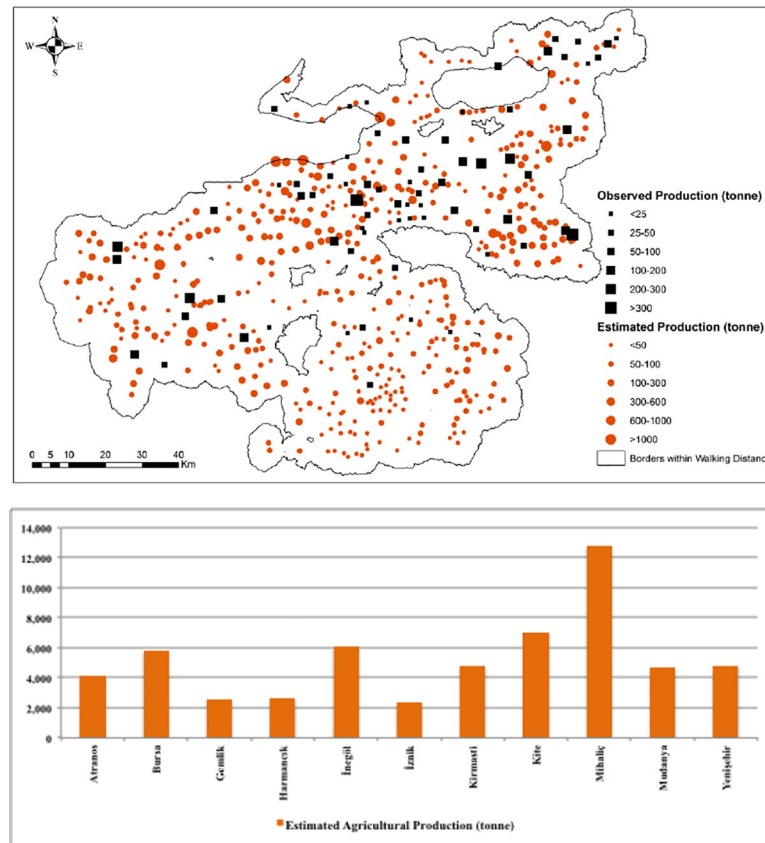 N
W E
S
Observed Production (tonne)
<25
25-50
50-100
100-200
200-300
>300
Estimated Production (tonne)
<50
50-100
100-300
300-600
600-1000
>1000
Borders within Walking Distanc
0 5 10 20 30 40
Km
14,000
12,000
10,000
8,000
6,000
4,000
2,000
0
Atranos
Bursa
Gemlik
Harmancık
İnegöl
İznik
Kirmasti
Kite
Mihaliç
Mudanya
Yenişehir
Estimated Agricultural Production (tonne)